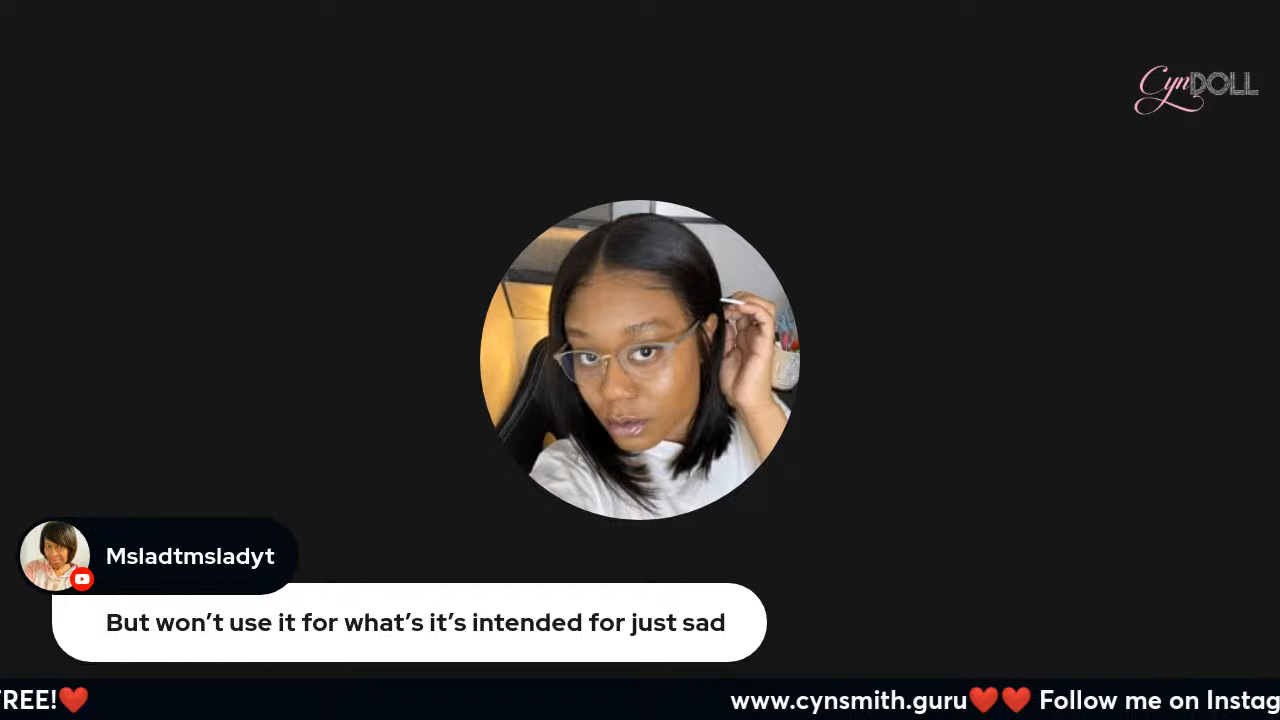 CynDOLL
Msladtmsladyt
But won’t use it for what’s it’s intended for just sad
FREE!❤️ www.cynsmith.guru❤️❤️ Follow me on Instag